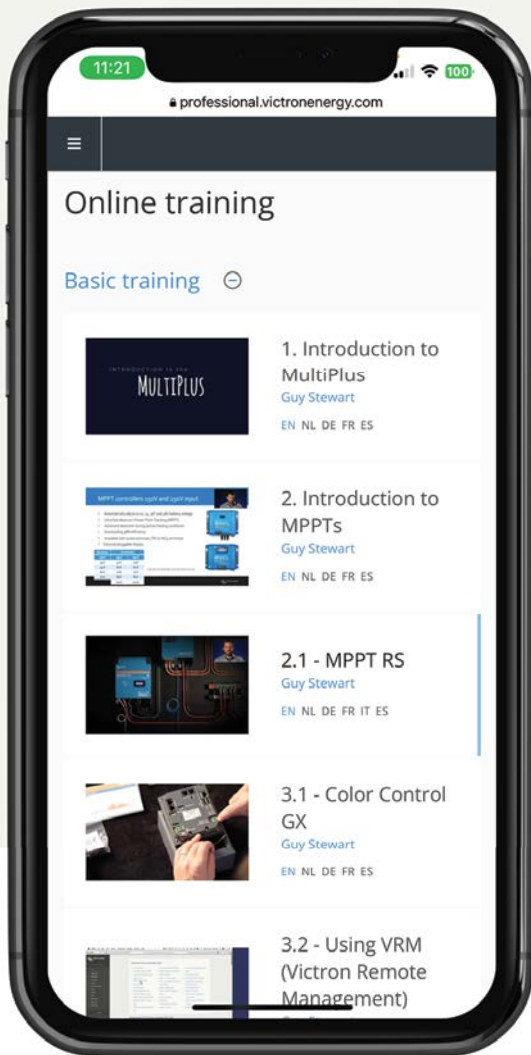 11:21
100
professional.victronenergy.com
Online training
Basic training
INTRODUCTION TO THE
MULTIPLUS
1. Introduction to
MultiPlus
Guy Stewart
EN NL DE FR ES
MPPT controllers 150V and 250V input
2. Introduction to
MPPTs
Guy Stewart
EN NL DE FR ES
2.1 - MPPT RS
Guy Stewart
EN NL DE FR IT ES
3.1 - Color Control
GX
Guy Stewart
EN NL DE FR ES
3.2 - Using VRM
(Victron Remote
Management)